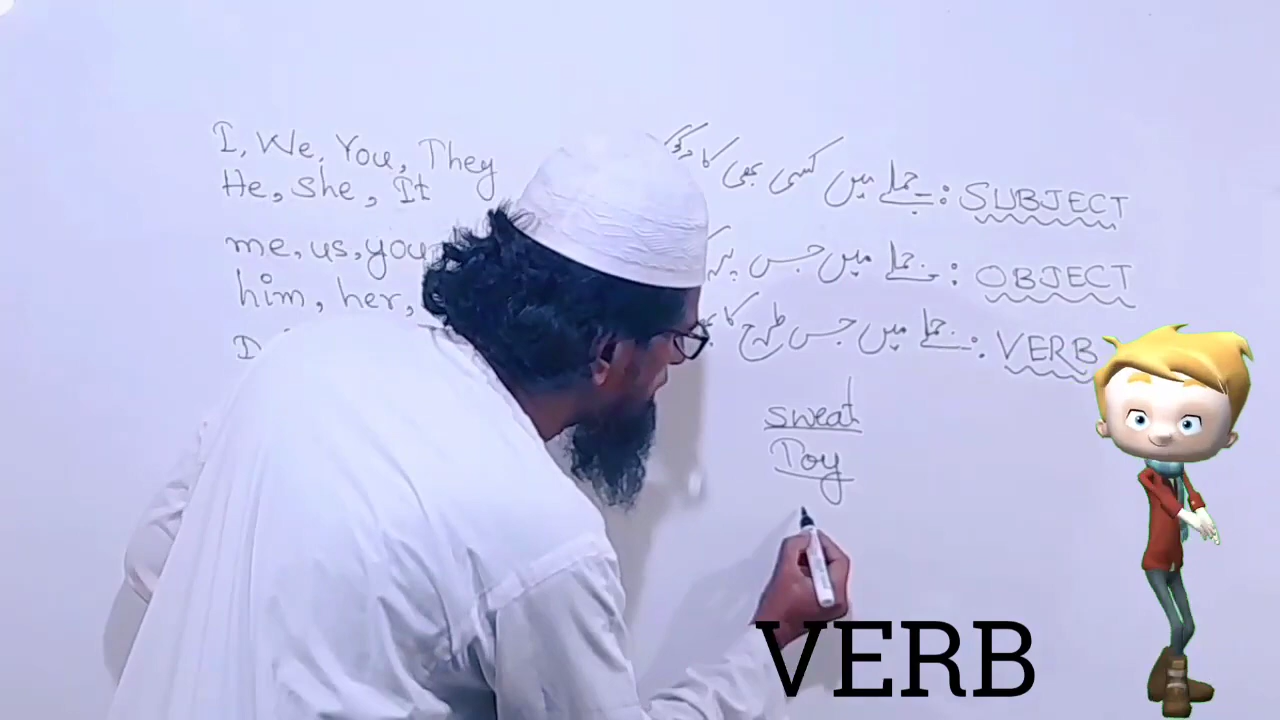 I, We, You, They
He, She, It
SUBJECT : جملے میں کسی بھی کا
me, us, you
him, her,
OBJECT : جملے میں جس پر
D
VERB : جملے میں جس طرح کا
sweat
Toy
VERB